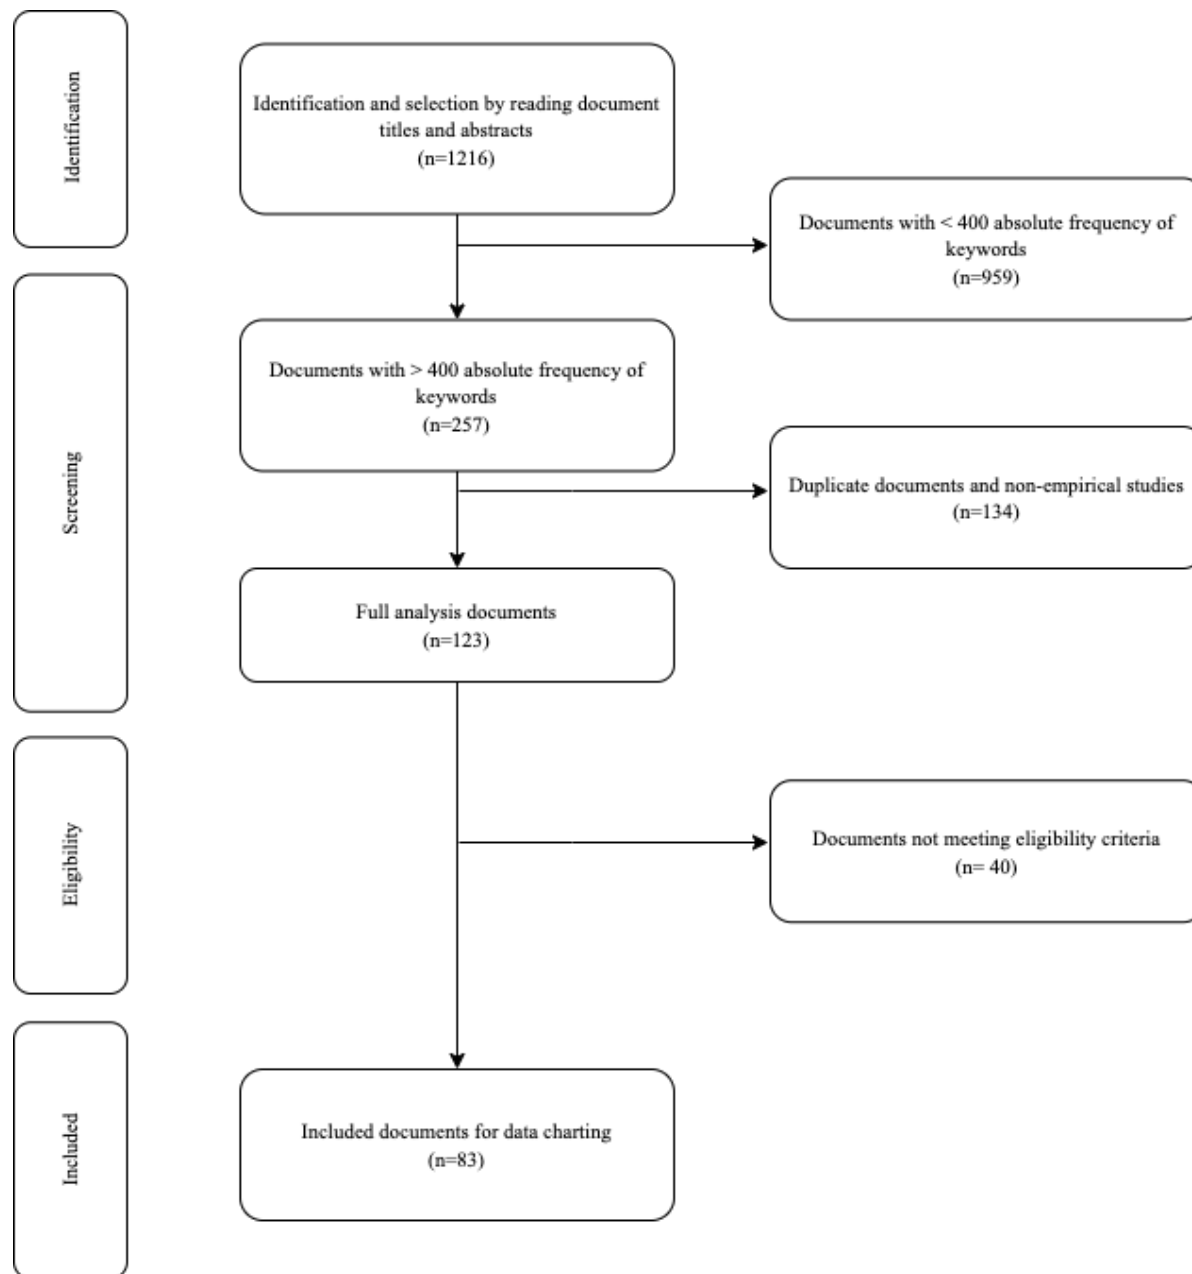 Identification
Identification and selection by reading document
titles and abstracts
(n=1216)
Documents with < 400 absolute frequency of
keywords
(n=959)
Screening
Documents with > 400 absolute frequency of
keywords
(n=257)
Duplicate documents and non-empirical studies
(n=134)
Full analysis documents
(n=123)
Eligibility
Documents not meeting eligibility criteria
(n= 40)
Included
Included documents for data charting
(n=83)